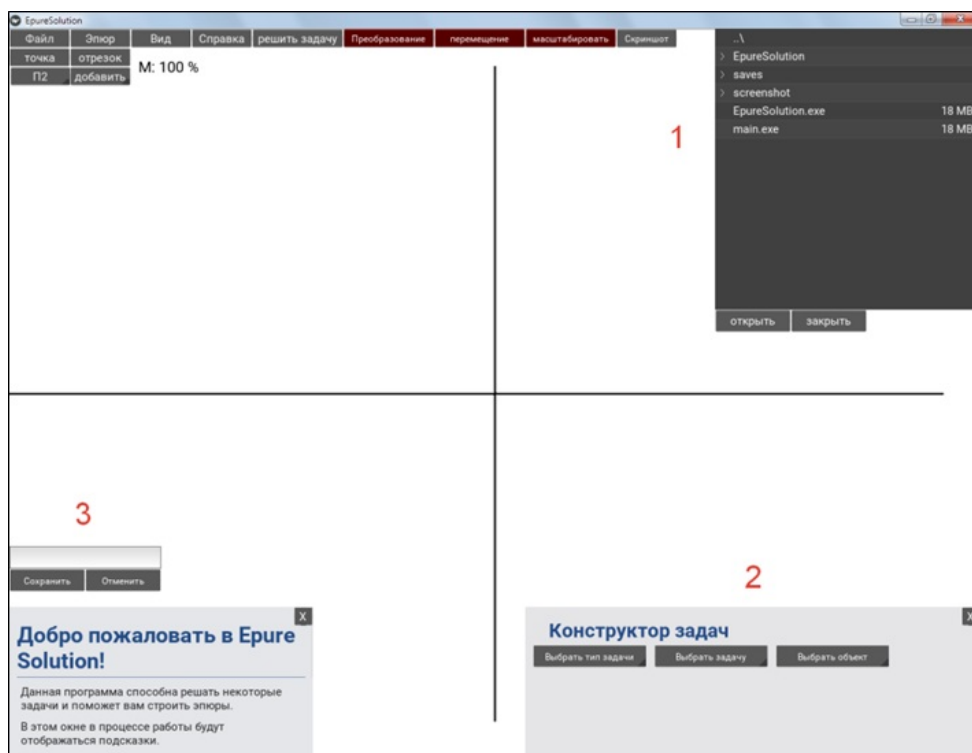 EpureSolution
Файл Эпюр Вид Справка решить задачу Преобразование перемещение масштабировать Скриншот
точка отрезок
П2 добавить
М: 100 %
..\
EpureSolution
saves
screenshot
EpureSolution.exe 18 MB
main.exe 18 MB
1
открыть закрыть
3
Сохранить Отменить
2
X
Добро пожаловать в Epure
Solution!
Данная программа способна решать некоторые
задачи и поможет вам строить эпюры.
В этом окне в процессе работы будут
отображаться подсказки.
X
Конструктор задач
Выбрать тип задачи Выбрать задачу Выбрать объект